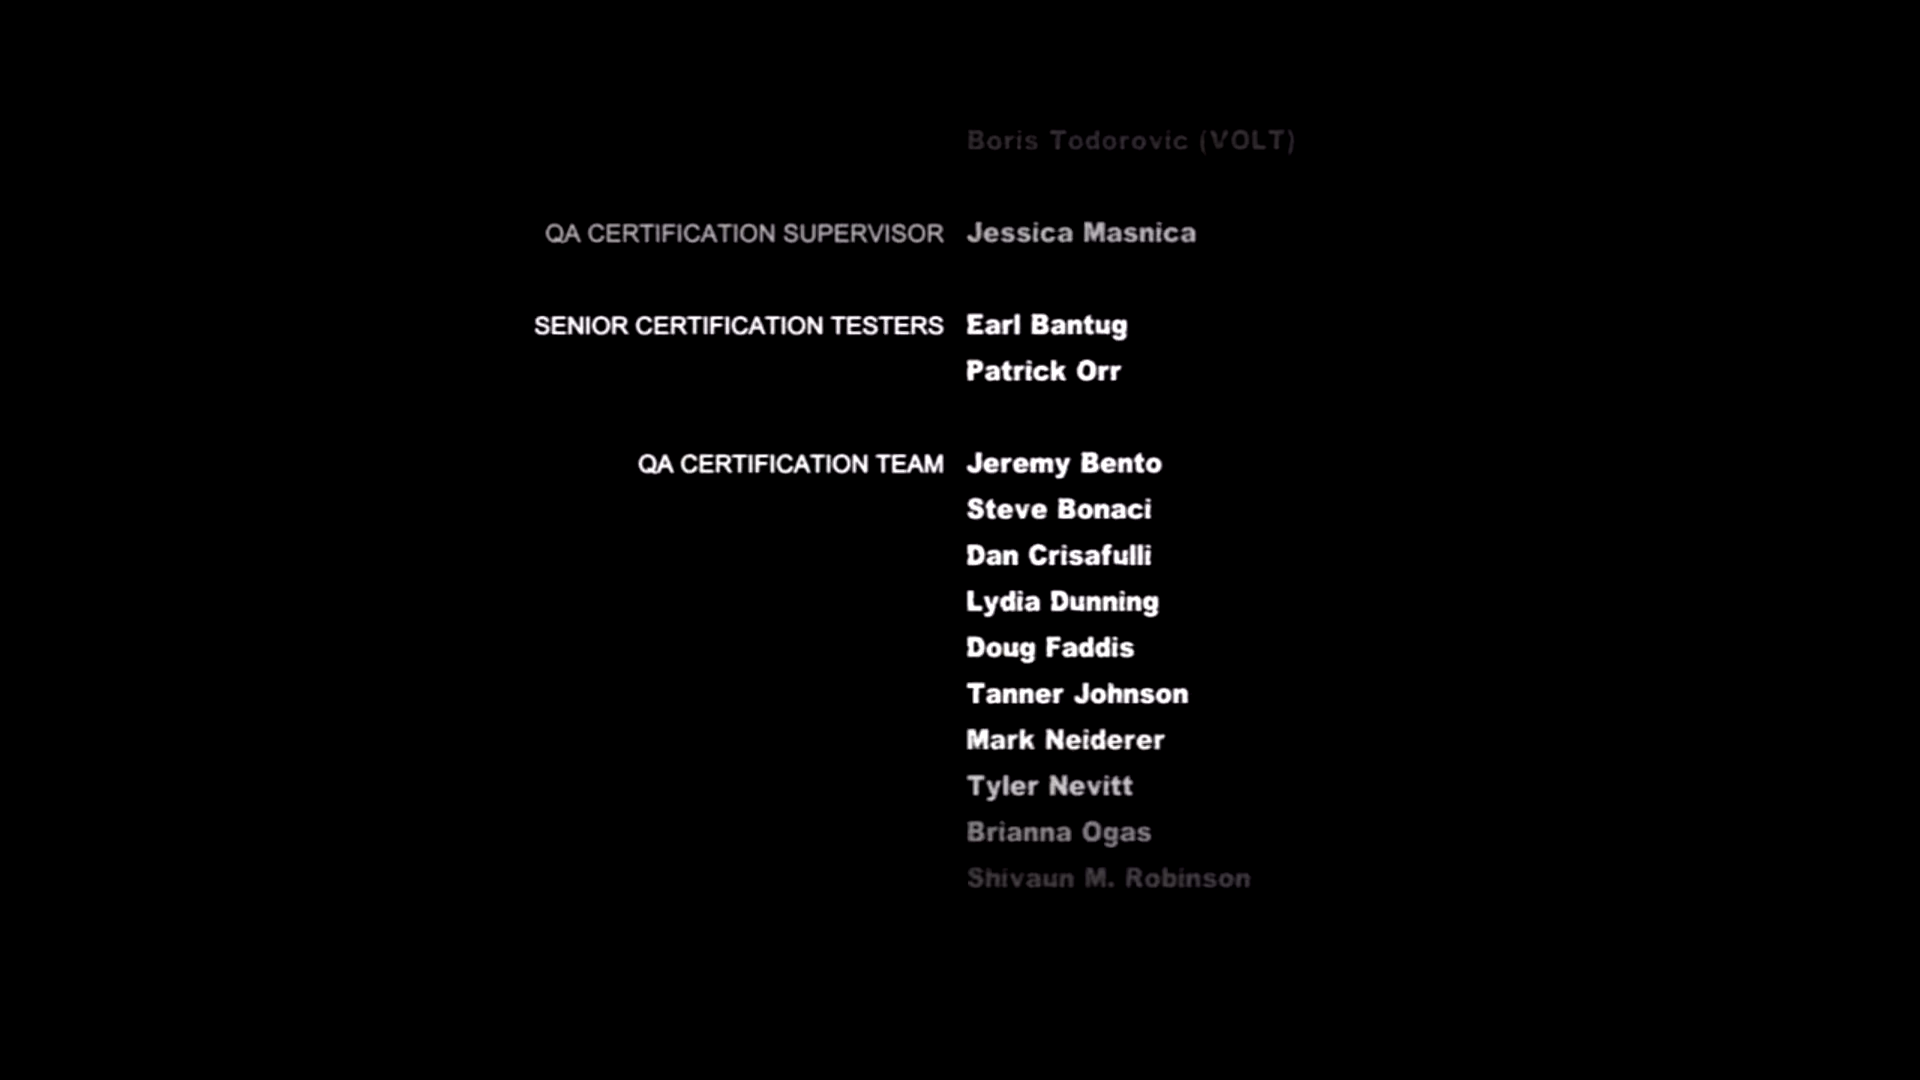 Boris Todorovic (VOLT)
QA CERTIFICATION SUPERVISOR Jessica Masnica
SENIOR CERTIFICATION TESTERS Earl Bantug
Patrick Orr
QA CERTIFICATION TEAM Jeremy Bento
Steve Bonaci
Dan Crisafulli
Lydia Dunning
Doug Faddis
Tanner Johnson
Mark Neiderer
Tyler Nevitt
Brianna Ogas
Shivaun M. Robinson